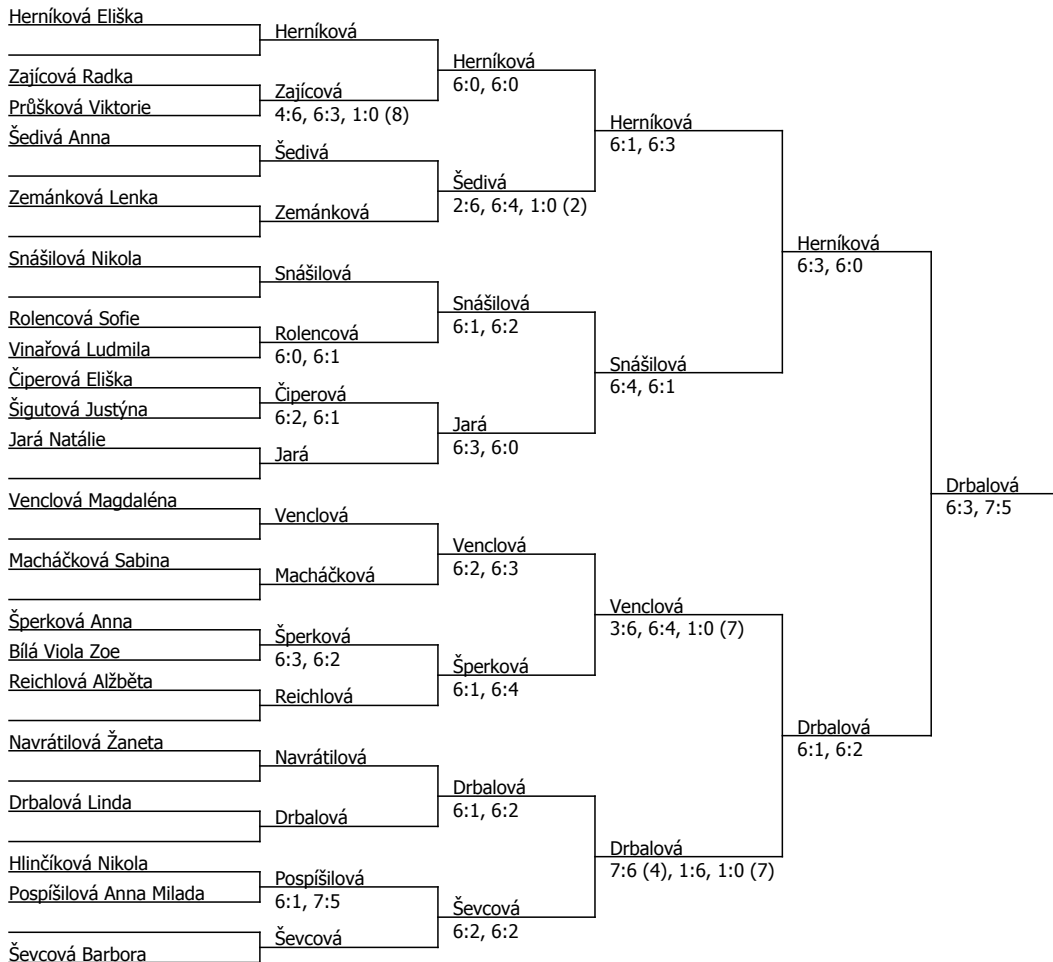 Herníková Eliška
Herníková
Herníková
6:0, 6:0
Zajícová Radka
Zajícová
4:6, 6:3, 1:0 (8)
Průšková Viktorie
Herníková
6:1, 6:3
Šedivá Anna
Šedivá
Šedivá
2:6, 6:4, 1:0 (2)
Zemánková Lenka
Zemánková
Herníková
6:3, 6:0
Snášilová Nikola
Snášilová
Snášilová
6:1, 6:2
Rolencová Sofie
Rolencová
6:0, 6:1
Vinařová Ludmila
Snášilová
6:4, 6:1
Čiperová Eliška
Čiperová
6:2, 6:1
Šigutová Justýna
Jará
6:3, 6:0
Jará Natálie
Jará
Drbalová
6:3, 7:5
Venclová Magdaléna
Venclová
Venclová
6:2, 6:3
Macháčková Sabina
Macháčková
Venclová
3:6, 6:4, 1:0 (7)
Šperková Anna
Šperková
6:3, 6:2
Bílá Viola Zoe
Šperková
6:1, 6:4
Reichlová Alžběta
Reichlová
Drbalová
6:1, 6:2
Navrátilová Žaneta
Navrátilová
Drbalová
6:1, 6:2
Drbalová Linda
Drbalová
Drbalová
7:6 (4), 1:6, 1:0 (7)
Hlinčíková Nikola
Pospíšilová
6:1, 7:5
Pospíšilová Anna Milada
Ševcová
6:2, 6:2
Ševcová
Ševcová Barbora